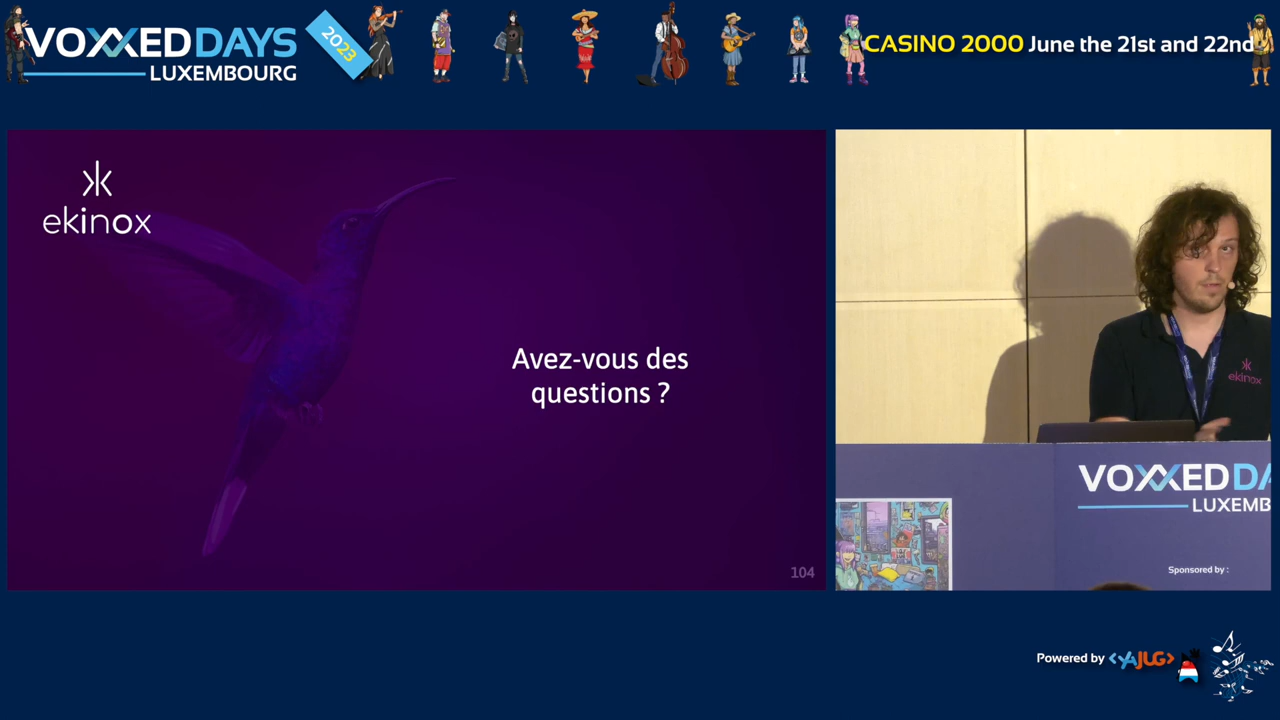 VOXXED DAYS
LUXEMBOURG
2023
CASINO 2000 June the 21st and 22nd
ekinox
Avez-vous des
questions ?
104
ekinox
VOXXED DA
LUXEMB
Sponsored by :
Powered by <YAJUG>